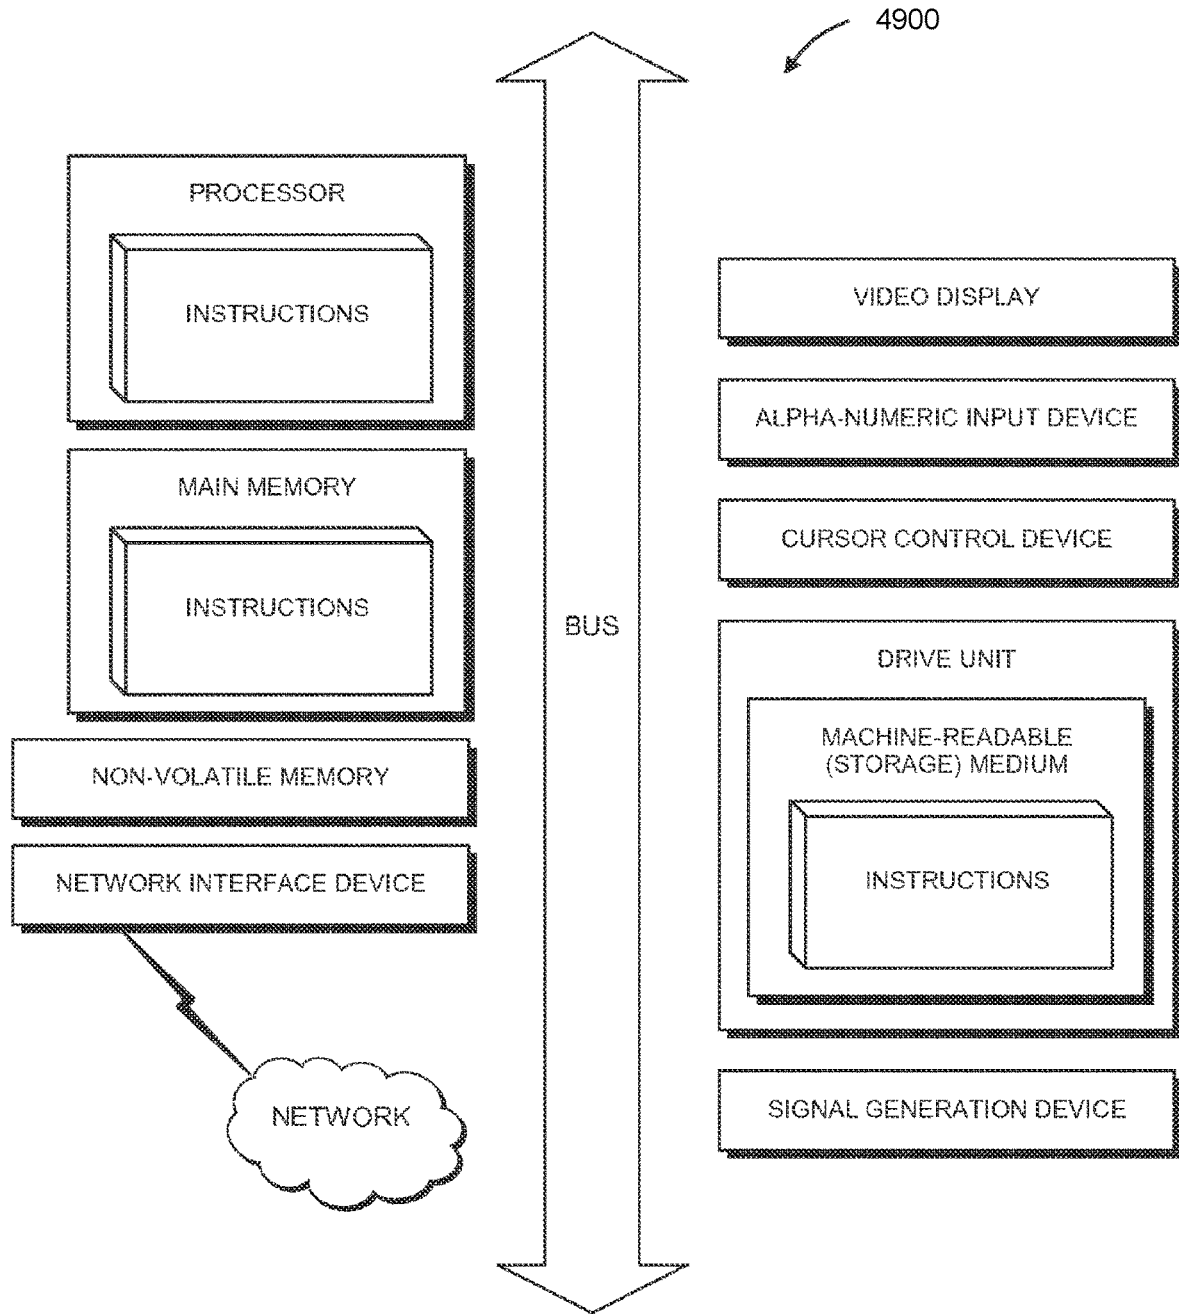 4900
PROCESSOR
INSTRUCTIONS
MAIN MEMORY
INSTRUCTIONS
NON-VOLATILE MEMORY
NETWORK INTERFACE DEVICE
NETWORK
BUS
VIDEO DISPLAY
ALPHA-NUMERIC INPUT DEVICE
CURSOR CONTROL DEVICE
DRIVE UNIT
MACHINE-READABLE
(STORAGE) MEDIUM
INSTRUCTIONS
SIGNAL GENERATION DEVICE